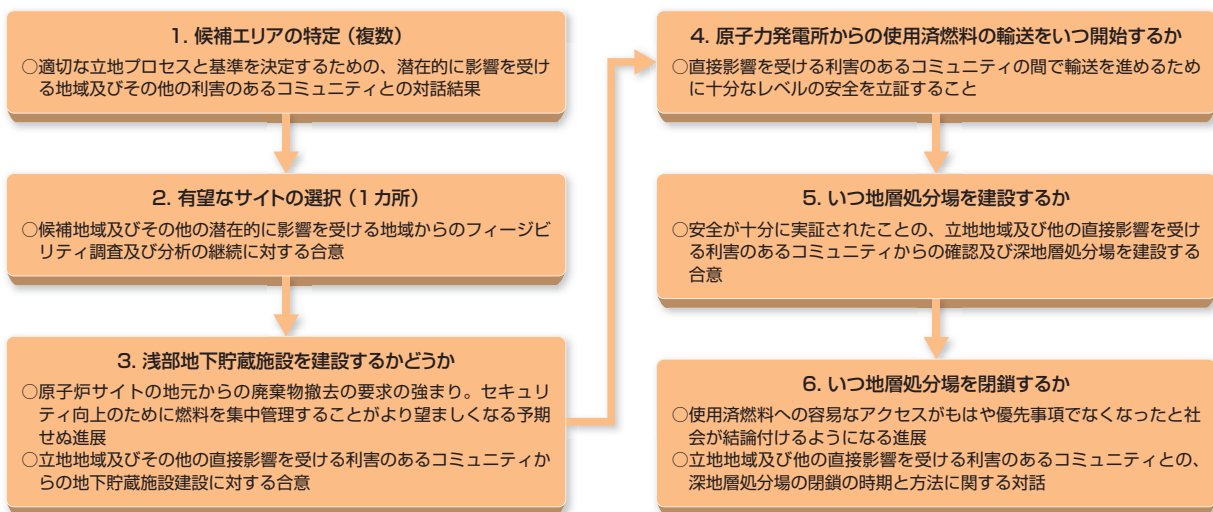 1. 候補エリアの特定（複数）
○適切な立地プロセスと基準を決定するための、潜在的に影響を受け
る地域及びその他の利害のあるコミュニティとの対話結果
2. 有望なサイトの選択（1カ所）
○候補地域及びその他の潜在的に影響を受ける地域からのフィージビ
リティ調査及び分析の継続に対する合意
3. 浅部地下貯蔵施設を建設するかどうか
○原子炉サイトの地元からの廃棄物撤去の要求の強まり。セキュリ
ティ向上のために燃料を集中管理することがより望ましくなる予期
せぬ進展
○立地地域及びその他の直接影響を受ける利害のあるコミュニティか
らの地下貯蔵施設建設に対する合意
4. 原子力発電所からの使用済燃料の輸送をいつ開始するか
○直接影響を受ける利害のあるコミュニティの間で輸送を進めるため
に十分なレベルの安全を立証すること
5. いつ地層処分場を建設するか
○安全が十分に実証されたことの、立地地域及び他の直接影響を受け
る利害のあるコミュニティからの確認及び深地層処分場を建設する
合意
6. いつ地層処分場を閉鎖するか
○使用済燃料への容易なアクセスがもはや優先事項でなくなったと社
会が結論付けるようになる進展
○立地地域及び他の直接影響を受ける利害のあるコミュニティとの、
深地層処分場の閉鎖の時期と方法に関する対話